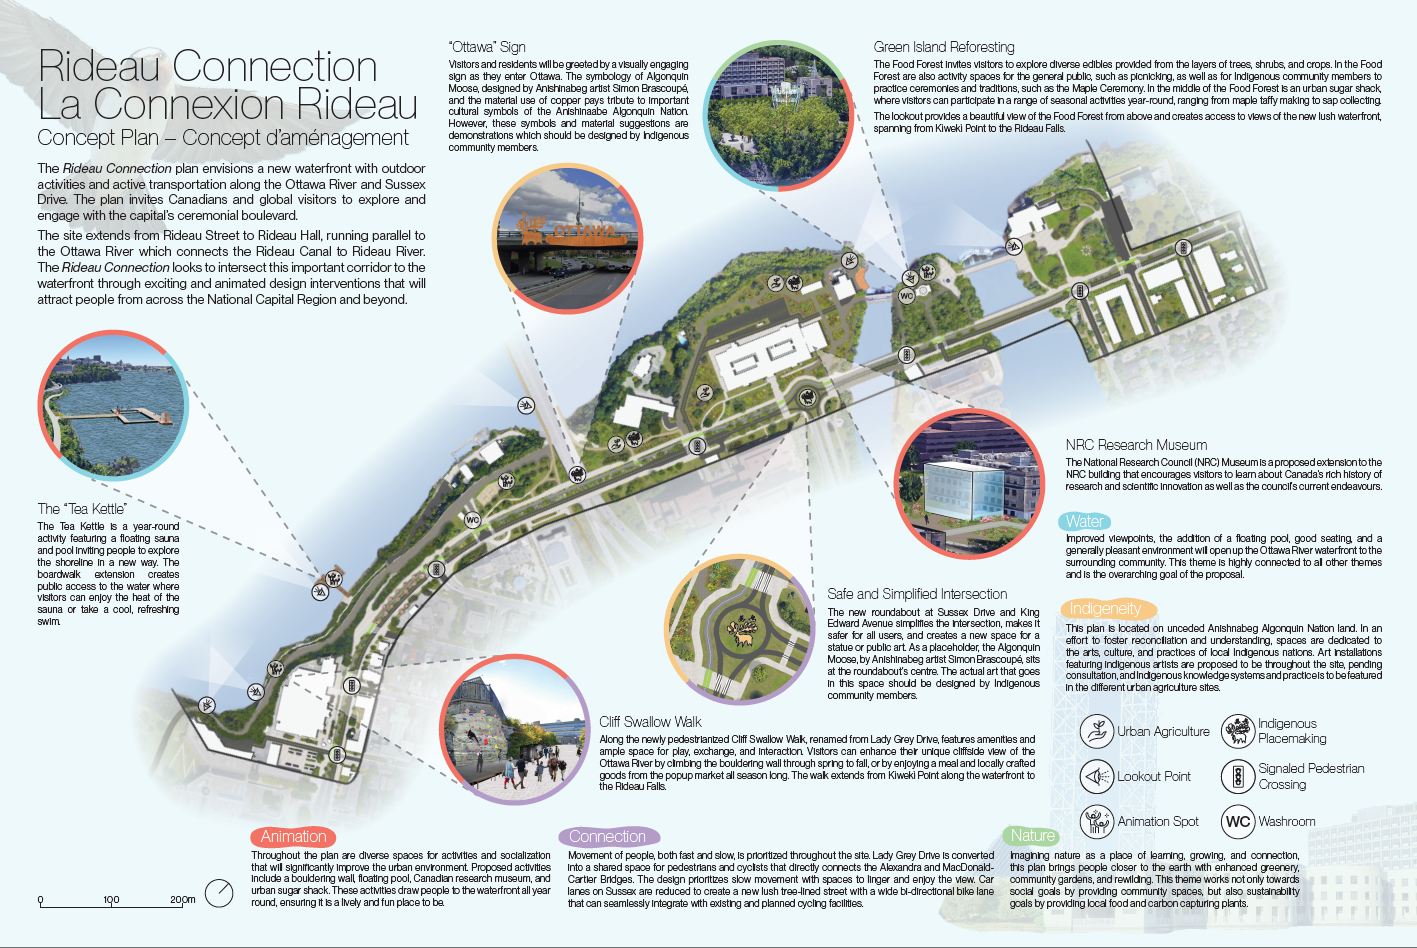 Rideau Connection
La Connexion Rideau
Concept Plan – Concept d'aménagement
The Rideau Connection plan envisions a new waterfront with outdoor
activities and active transportation along the Ottawa River and Sussex
Drive. The plan invites Canadians and global visitors to explore and
engage with the capital's ceremonial boulevard.
The site extends from Rideau Street to Rideau Hall, running parallel to
the Ottawa River which connects the Rideau Canal to Rideau River.
The Rideau Connection looks to intersect this important corridor to the
waterfront through exciting and animated design interventions that will
attract people from across the National Capital Region and beyond.
"Ottawa" Sign
Visitors and residents will be greeted by a visually engaging
sign as they enter Ottawa. The symbology of Algonquin
Moose, designed by Anishinabeg artist Simon Brascoupé,
and the material use of copper pays tribute to important
cultural symbols of the Anishinaabe Algonquin Nation.
However, these symbols and material suggestions are
demonstrations which should be designed by Indigenous
community members.
OTTAWA
Green Island Reforesting
The Food Forest invites visitors to explore diverse edibles provided from the layers of trees, shrubs, and crops. In the Food
Forest are also activity spaces for the general public, such as picnicking, as well as for Indigenous community members to
practice ceremonies and traditions, such as the Maple Ceremony. In the middle of the Food Forest is an urban sugar shack,
where visitors can participate in a range of seasonal activities year-round, ranging from maple taffy making to sap collecting.
The lookout provides a beautiful view of the Food Forest from above and creates access to views of the new lush waterfront,
spanning from Kiweki Point to the Rideau Falls.
WC
WC
The "Tea Kettle"
The Tea Kettle is a year-round
activity featuring a floating sauna
and pool inviting people to explore
the shoreline in a new way. The
boardwalk extension creates
public access to the water where
visitors can enjoy the heat of the
sauna or take a cool, refreshing
swim.
NRC Research Museum
The National Research Council (NRC) Museum is a proposed extension to the
NRC building that encourages visitors to learn about Canada's rich history of
research and scientific innovation as well as the council's current endeavours.
Water
Improved viewpoints, the addition of a floating pool, good seating, and a
generally pleasant environment will open up the Ottawa River waterfront to the
surrounding community. This theme is highly connected to all other themes
and is the overarching goal of the proposal.
Indigeneity
This plan is located on unceded Anishnabeg Algonquin Nation land. In an
effort to foster reconciliation and understanding, spaces are dedicated to
the arts, culture, and practices of local Indigenous nations. Art installations
featuring indigenous artists are proposed to be throughout the site, pending
consultation, and Indigenous knowledge systems and practice is to be featured
in the different urban agriculture sites.
Safe and Simplified Intersection
The new roundabout at Sussex Drive and King
Edward Avenue simplifies the intersection, makes it
safer for all users, and creates a new space for a
statue or public art. As a placeholder, the Algonquin
Moose, by Anishinabeg artist Simon Brascoupé, sits
at the roundabout's centre. The actual art that goes
in this space should be designed by Indigenous
community members.
Cliff Swallow Walk
Along the newly pedestrianized Cliff Swallow Walk, renamed from Lady Grey Drive, features amenities and
ample space for play, exchange, and interaction. Visitors can enhance their unique cliffside view of the
Ottawa River by climbing the bouldering wall through spring to fall, or by enjoying a meal and locally crafted
goods from the popup market all season long. The walk extends from Kiweki Point along the waterfront to
the Rideau Falls.
Urban Agriculture
Indigenous
Placemaking
Lookout Point
Signaled Pedestrian
Crossing
Animation Spot
WC
Washroom
Animation
Throughout the plan are diverse spaces for activities and socialization
that will significantly improve the urban environment. Proposed activities
include a bouldering wall, floating pool, Canadian research museum, and
urban sugar shack. These activities draw people to the waterfront all year
round, ensuring it is a lively and fun place to be.
Connection
Movement of people, both fast and slow, is prioritized throughout the site. Lady Grey Drive is converted
into a shared space for pedestrians and cyclists that directly connects the Alexandra and MacDonald-
Cartier Bridges. The design prioritizes slow movement with spaces to linger and enjoy the view. Car
lanes on Sussex are reduced to create a new lush tree-lined street with a wide bi-directional bike lane
that can seamlessly integrate with existing and planned cycling facilities.
Nature
Imagining nature as a place of learning, growing, and connection,
this plan brings people closer to the earth with enhanced greenery,
community gardens, and rewilding. This theme works not only towards
social goals by providing community spaces, but also sustainability
goals by providing local food and carbon capturing plants.
0 100 200m